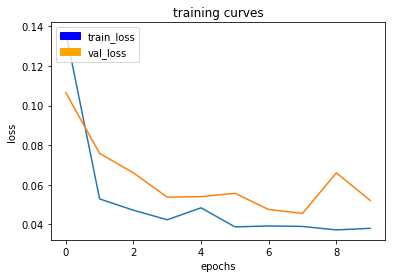 training curves
0.14
train_loss
val_loss
0.12
0.10
0.08
0.06
0.04
loss
0 2 4 6 8
epochs